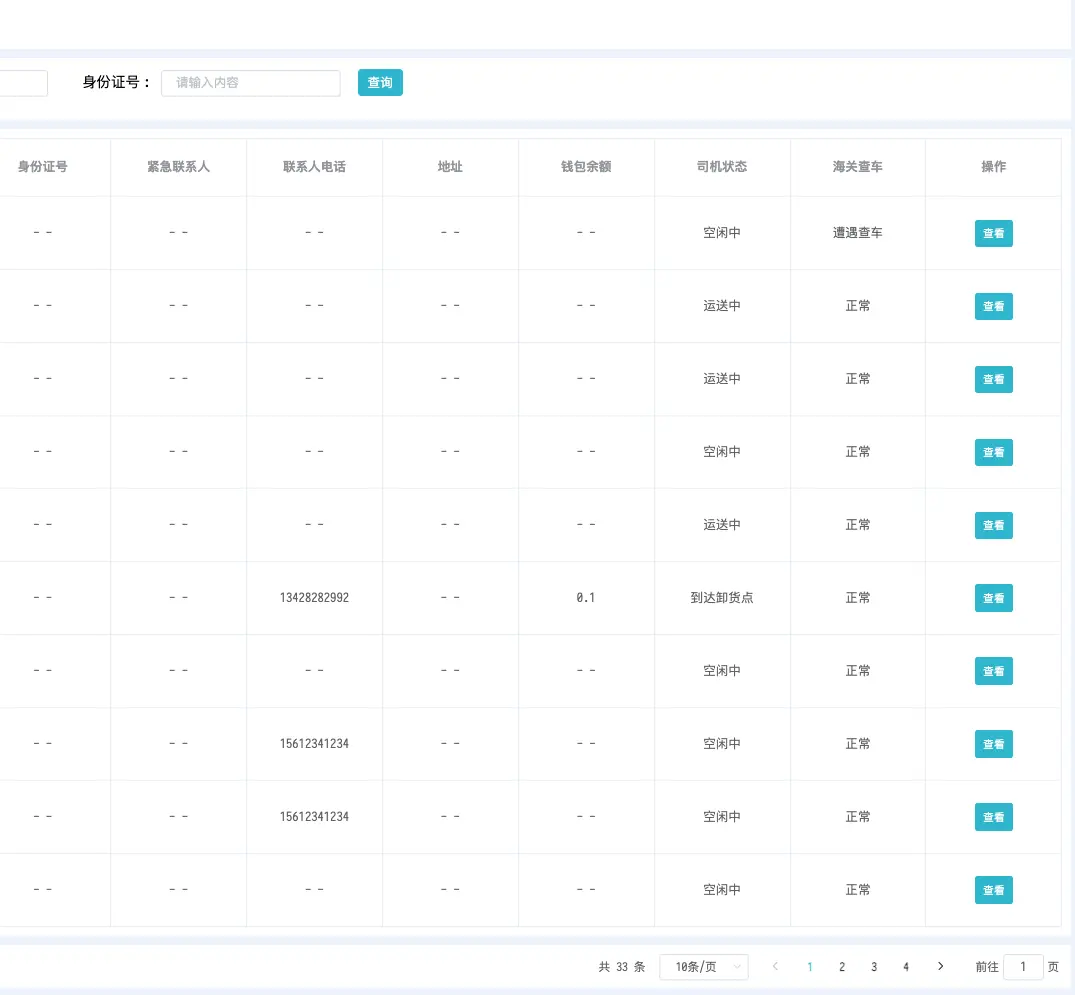 身份证号： 请输入内容 查询
身份证号 紧急联系人 联系人电话 地址 钱包余额 司机状态 海关查车 操作
- - - - - - - - - - 空闲中 遭遇查车 查看
- - - - - - - - - - 运送中 正常 查看
- - - - - - - - - - 运送中 正常 查看
- - - - - - - - - - 空闲中 正常 查看
- - - - - - - - - - 运送中 正常 查看
- - - - 13428282992 - - 0.1 到达卸货点 正常 查看
- - - - - - - - - - 空闲中 正常 查看
- - - - 15612341234 - - - - 空闲中 正常 查看
- - - - 15612341234 - - - - 空闲中 正常 查看
- - - - - - - - - - 空闲中 正常 查看
共 33 条 10条/页 1 2 3 4 前往 1 页